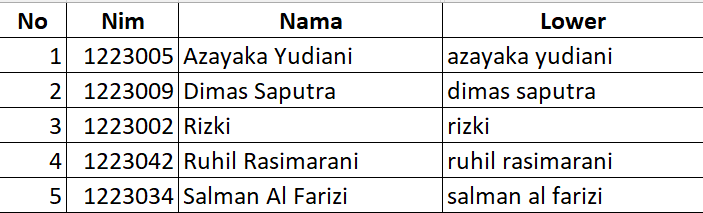 No Nim Nama Lower
1 1223005 Azayaka Yudiani azayaka yudiani
2 1223009 Dimas Saputra dimas saputra
3 1223002 Rizki rizki
4 1223042 Ruhil Rasimarani ruhil rasimarani
5 1223034 Salman Al Farizi salman al farizi